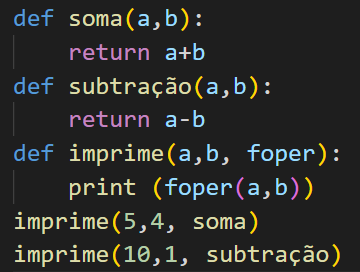 def soma(a,b):
    return a+b
def subtração(a,b):
    return a-b
def imprime(a,b, foper):
    print (foper(a,b))
imprime(5,4, soma)
imprime(10,1, subtração)